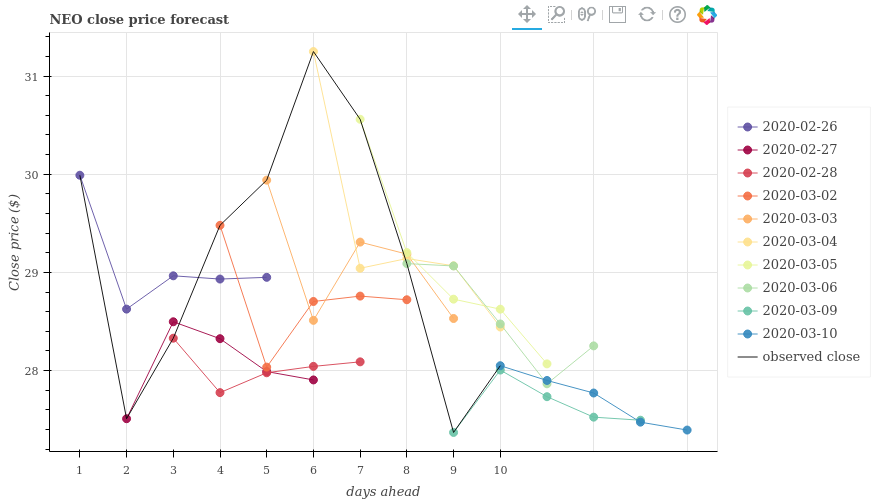 NEO close price forecast
31
30
29
28
Close price ($)
1 2 3 4 5 6 7 8 9 10
days ahead
2020-02-26
2020-02-27
2020-02-28
2020-03-02
2020-03-03
2020-03-04
2020-03-05
2020-03-06
2020-03-09
2020-03-10
observed close